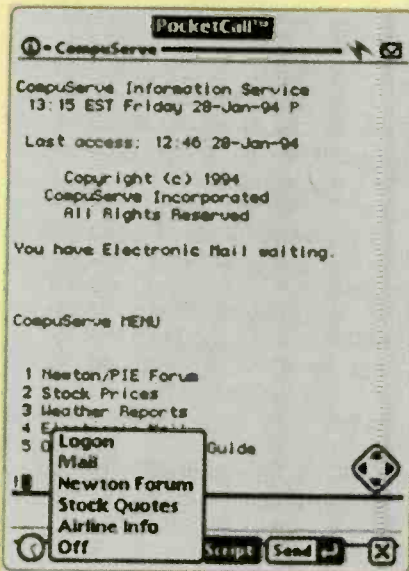 PocketCall™
CompuServe
CompuServe Information Service
13:15 EST Friday 28-Jan-94 P
Last access: 12:46 28-Jan-94
Copyright (c) 1994
CompuServe Incorporated
All Rights Reserved
You have Electronic Mail waiting.
CompuServe MENU
1 Newton/PIE Forum
2 Stock Prices
3 Weather Reports
4
5 Guide
Logon
Mail
Newton Forum
Stock Quotes
Airline Info
Off
Script Send